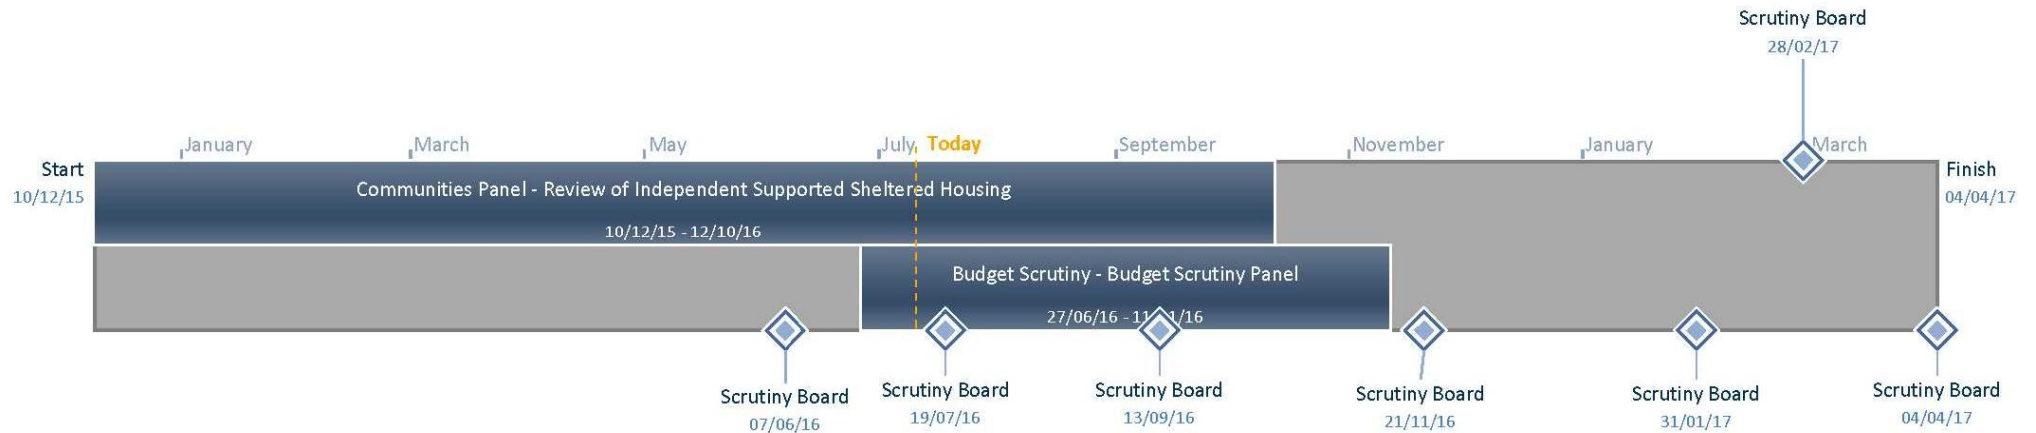 Scrutiny Board
28/02/17
January
March
May
July
Today
September
November
January
March
Start
10/12/15
Communities Panel - Review of Independent Supported Sheltered Housing
10/12/15 - 12/10/16
Finish
04/04/17
Budget Scrutiny - Budget Scrutiny Panel
27/06/16 - 11 1/16
Scrutiny Board
07/06/16
Scrutiny Board
19/07/16
Scrutiny Board
13/09/16
Scrutiny Board
21/11/16
Scrutiny Board
31/01/17
Scrutiny Board
04/04/17